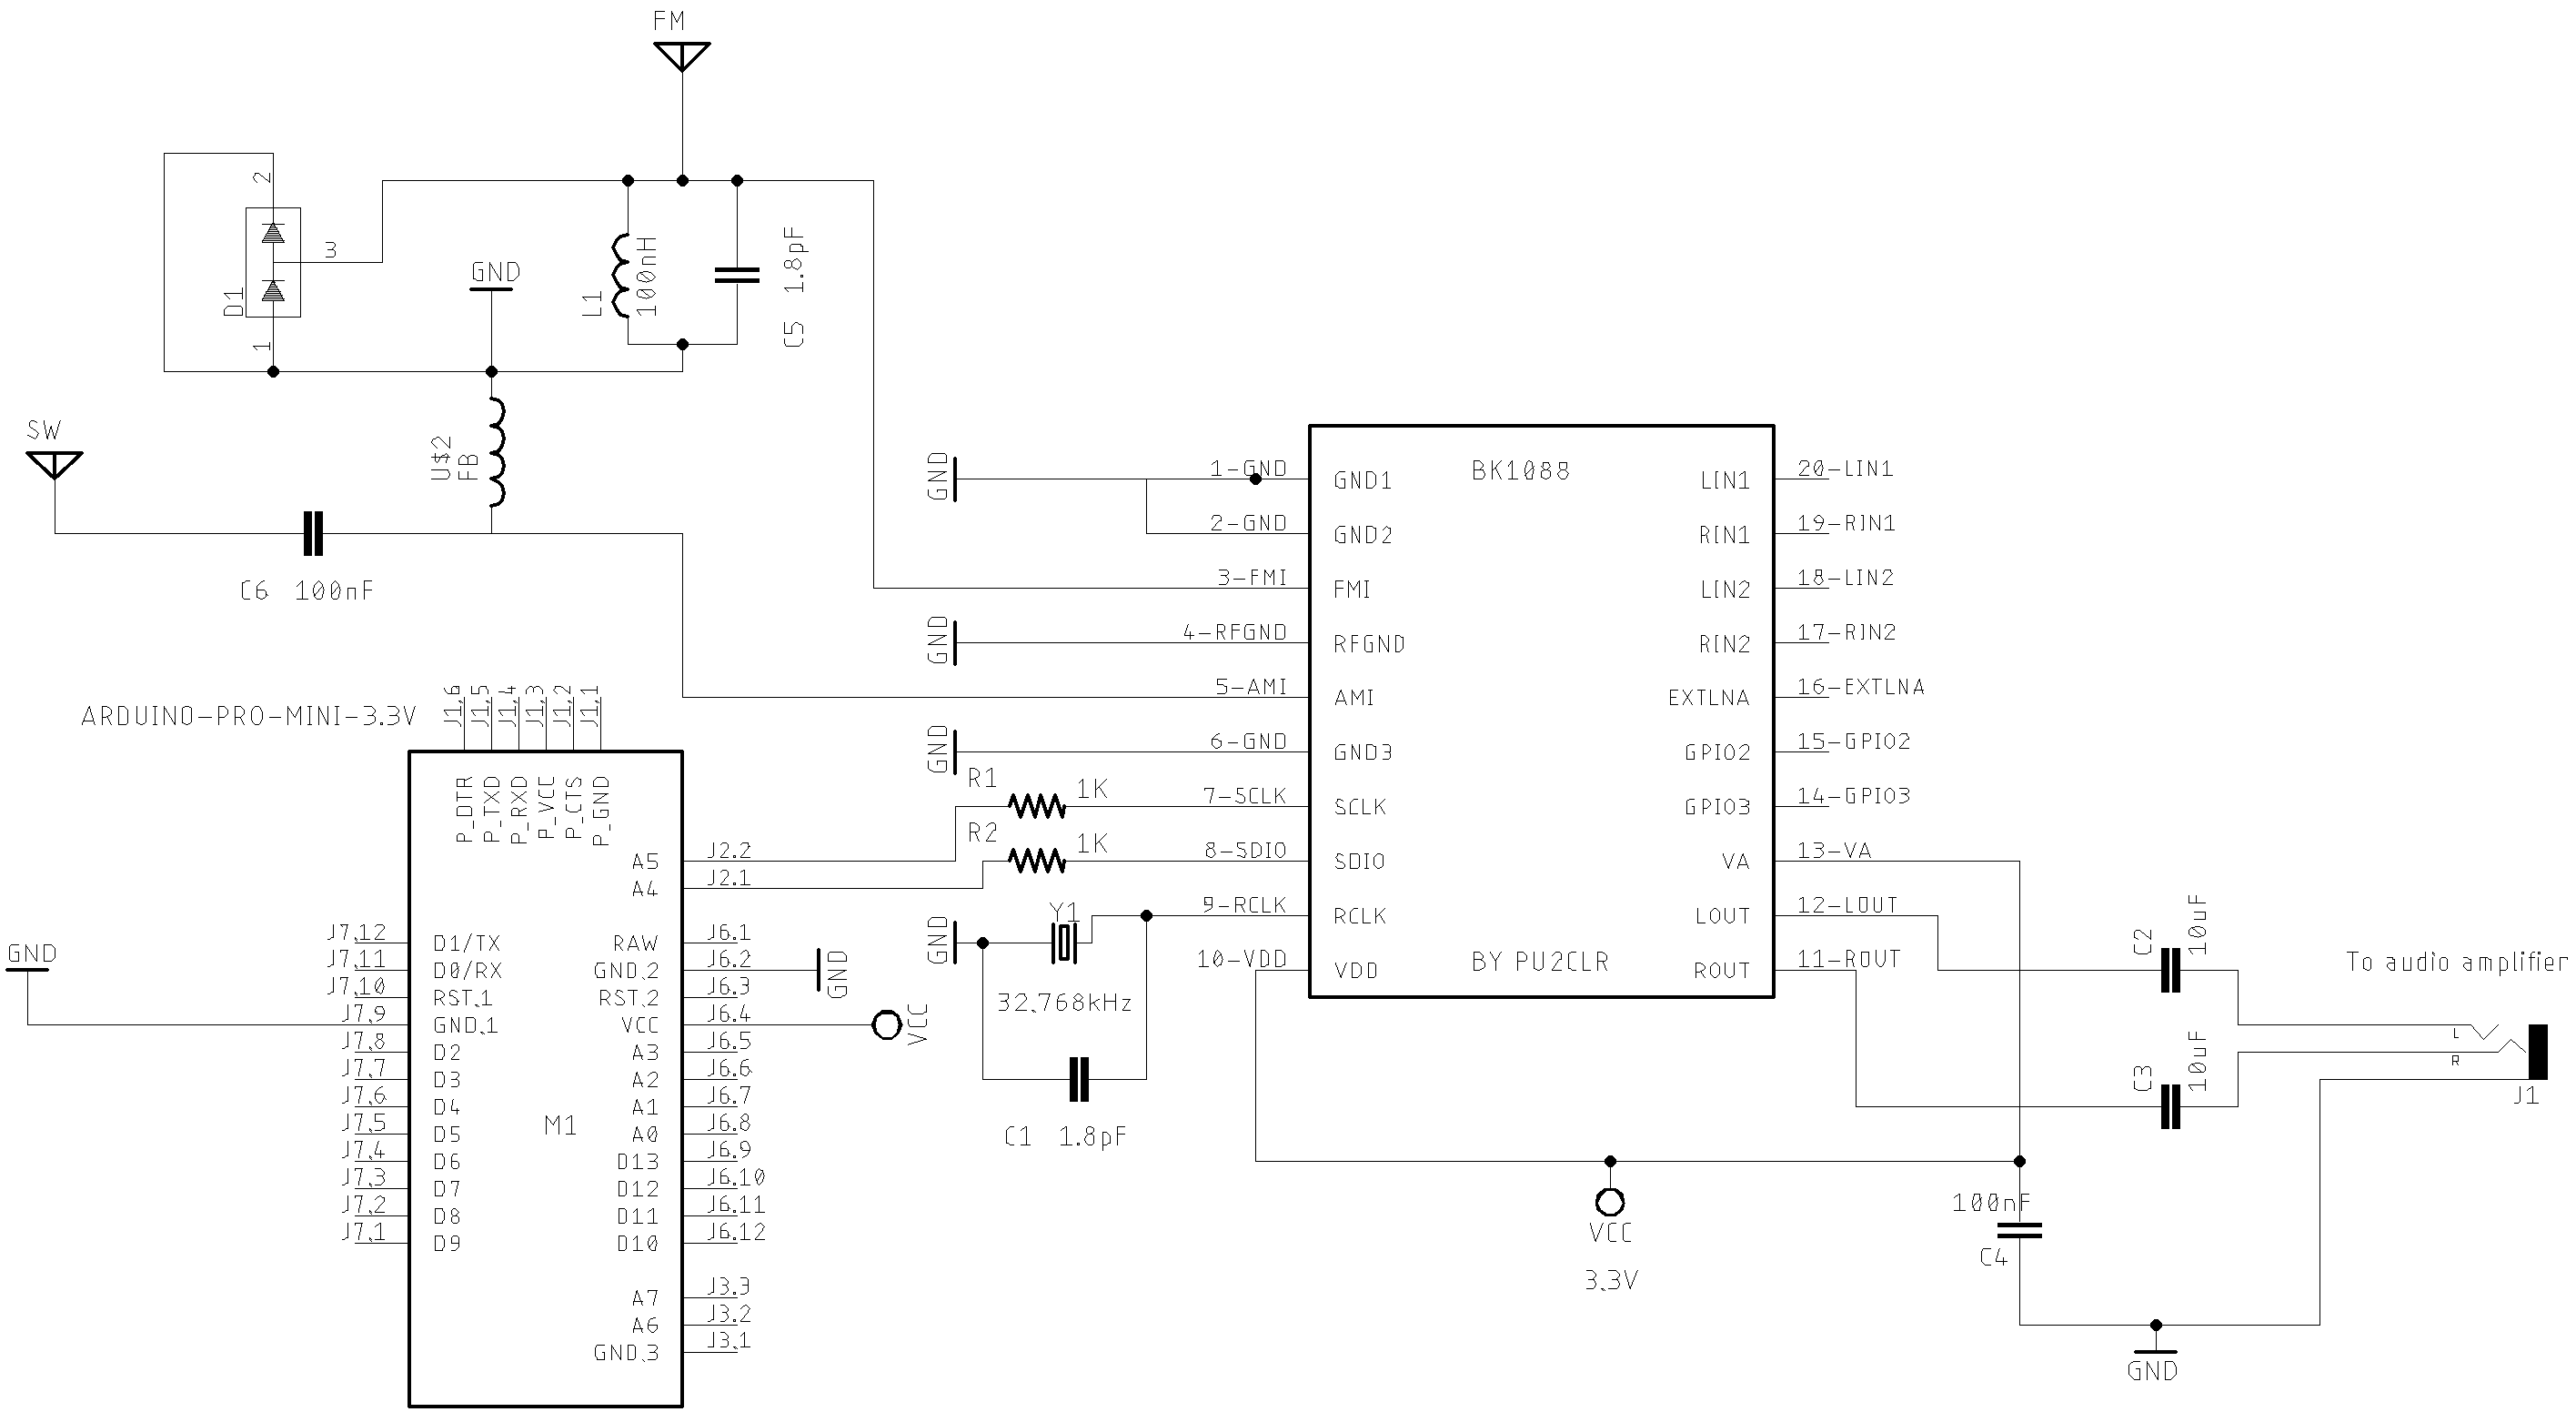 FM
2
3
D1
1
GND
L1
100nH
C5 1.8pF
SW
U$2
FB
C6 100nF
BK1088
GND
1-GND
GND1
2-GND
GND2
3-FMI
FMI
GND
4-RFGND
RFGND
5-AMI
AMI
GND
6-GND
GND3
R1
1K
7-SCLK
SCLK
R2
1K
8-SDIO
SDIO
GND
Y1
9-RCLK
RCLK
10-VDD
VDD
32.768kHz
C1 1.8pF
BY PU2CLR
LIN1
20-LIN1
RIN1
19-RIN1
LIN2
18-LIN2
RIN2
17-RIN2
EXTLNA
16-EXTLNA
GPIO2
15-GPIO2
GPIO3
14-GPIO3
VA
13-VA
LOUT
12-LOUT
ROUT
11-ROUT
C2
10uF
C3
10uF
To audio amplifier
L
R
J1
VCC
3.3V
100nF
C4
GND
ARDUINO-PRO-MINI-3.3V
J1.6
J1.5
J1.4
J1.3
J1.2
J1.1
P_DTR
P_TXD
P_RXD
P_VCC
P_CTS
P_GND
A5
J2.2
A4
J2.1
GND
J7.12
D1/TX
J7.11
D0/RX
J7.10
RST.1
J7.9
GND.1
J7.8
D2
J7.7
D3
J7.6
D4
J7.5
D5
J7.4
D6
J7.3
D7
J7.2
D8
J7.1
D9
M1
RAW
J6.1
GND.2
J6.2
GND
RST.2
J6.3
VCC
J6.4
VCC
A3
J6.5
A2
J6.6
A1
J6.7
A0
J6.8
D13
J6.9
D12
J6.10
D11
J6.11
D10
J6.12
A7
J3.3
A6
J3.2
GND.3
J3.1